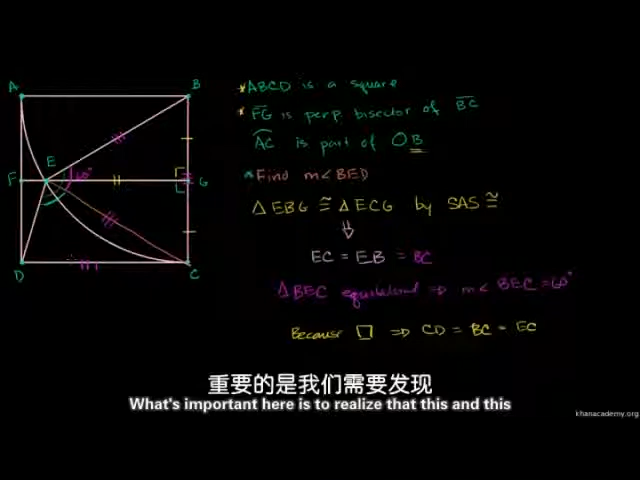 A
B
*ABCD is a square
* FG is perp. bisector of BC
AC is part of ⊙B
E
*Find m∠BED
60°
F
G
△EBG ≅ △ECG by SAS ≅
⇓
EC = EB = BC
D
C
△BEC equilateral ⇒ m∠BEC = 60°
Because □ ⇒ CD = BC = EC
重要的是我们需要发现
What's important here is to realize that this and this
khanacademy.org